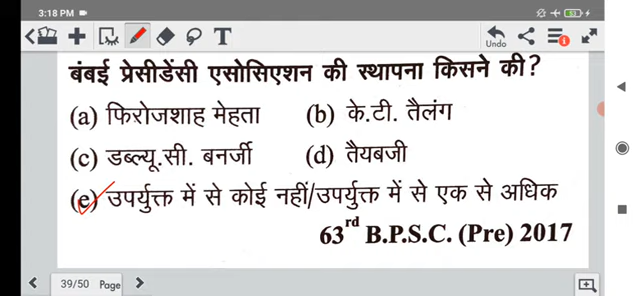 3:18 PM
Undo
बंबई प्रेसीडेंसी एसोसिएशन की स्थापना किसने की?
(a) फिरोजशाह मेहता (b) के.टी. तैलंग
(c) डब्ल्यू.सी. बनर्जी (d) तैयबजी
(e) उपर्युक्त में से कोई नहीं/उपर्युक्त में से एक से अधिक
63rd B.P.S.C. (Pre) 2017
39/50 Page